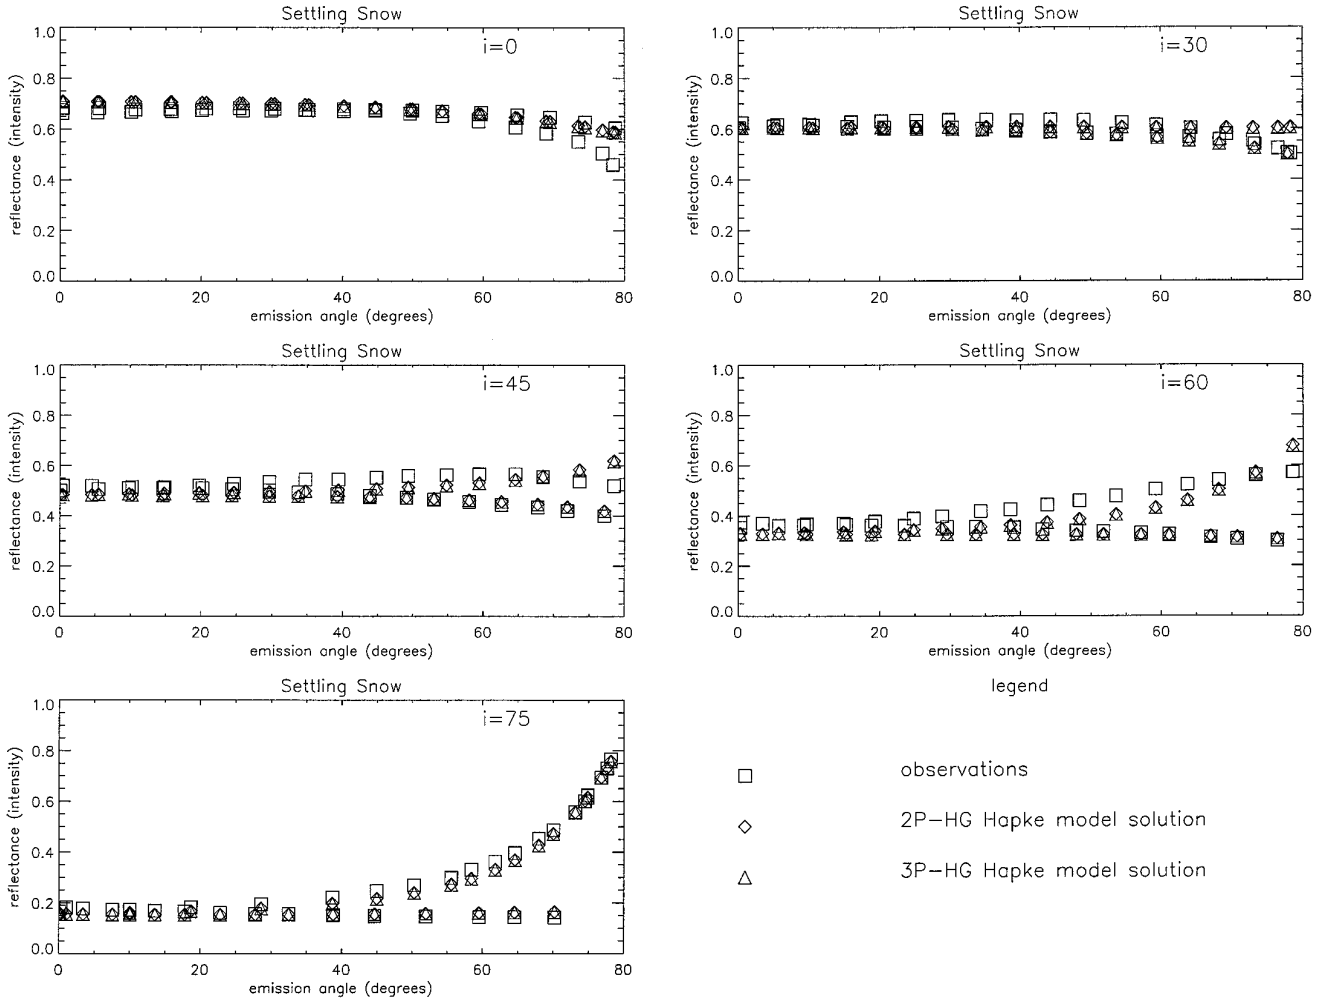 Settling Snow
i=0
reflectance (intensity)
1.0
0.8
0.6
0.4
0.2
0.0
0 20 40 60 80
emission angle (degrees)
Settling Snow
i=30
reflectance (intensity)
1.0
0.8
0.6
0.4
0.2
0.0
0 20 40 60 80
emission angle (degrees)
Settling Snow
i=45
reflectance (intensity)
1.0
0.8
0.6
0.4
0.2
0.0
0 20 40 60 80
emission angle (degrees)
Settling Snow
i=60
reflectance (intensity)
1.0
0.8
0.6
0.4
0.2
0.0
0 20 40 60 80
emission angle (degrees)
Settling Snow
i=75
reflectance (intensity)
1.0
0.8
0.6
0.4
0.2
0.0
0 20 40 60 80
emission angle (degrees)
legend
observations
2P-HG Hapke model solution
3P-HG Hapke model solution